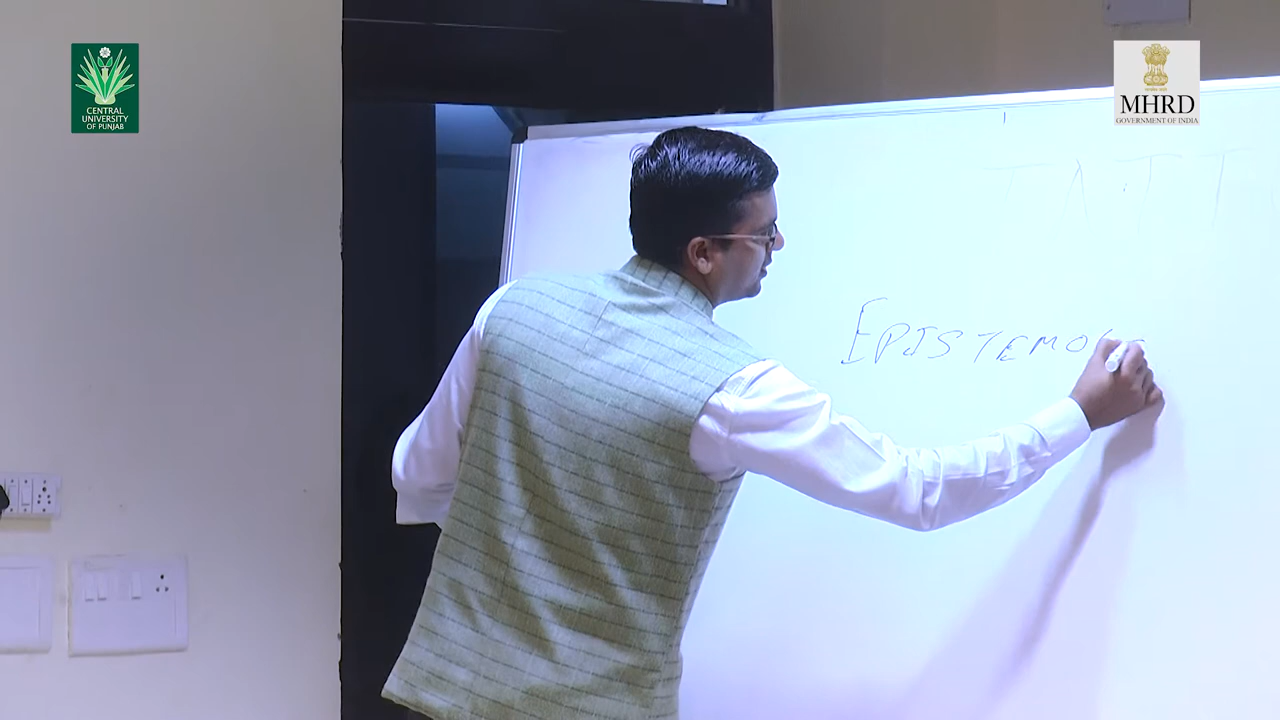 CENTRAL
UNIVERSITY
OF PUNJAB
MHRD
GOVERNMENT OF INDIA
EPISTEMO